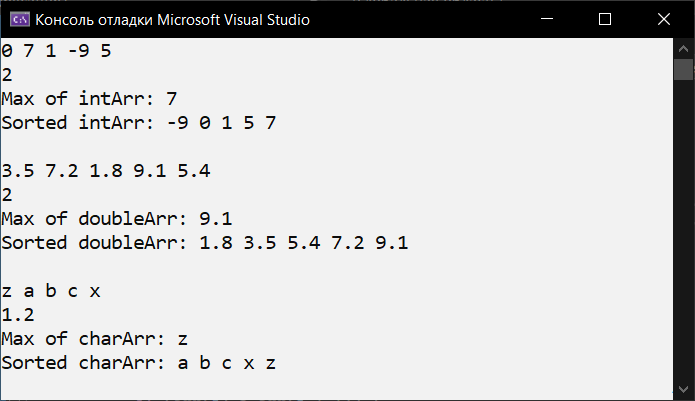 Консоль отладки Microsoft Visual Studio
0 7 1 -9 5
2
Max of intArr: 7
Sorted intArr: -9 0 1 5 7
3.5 7.2 1.8 9.1 5.4
2
Max of doubleArr: 9.1
Sorted doubleArr: 1.8 3.5 5.4 7.2 9.1
z a b c x
1.2
Max of charArr: z
Sorted charArr: a b c x z